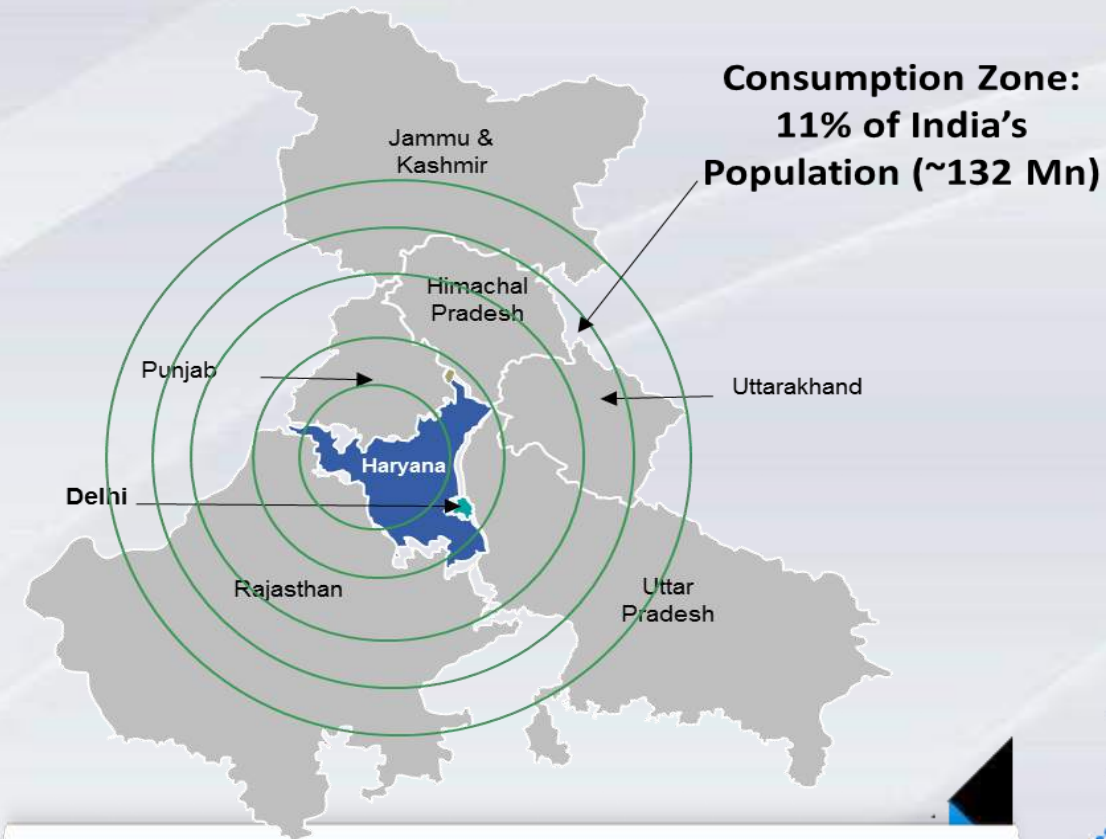 Consumption Zone:
11% of India’s
Population (~132 Mn)
Jammu &
Kashmir
Himachal
Pradesh
Punjab
Uttarakhand
Haryana
Delhi
Rajasthan
Uttar
Pradesh